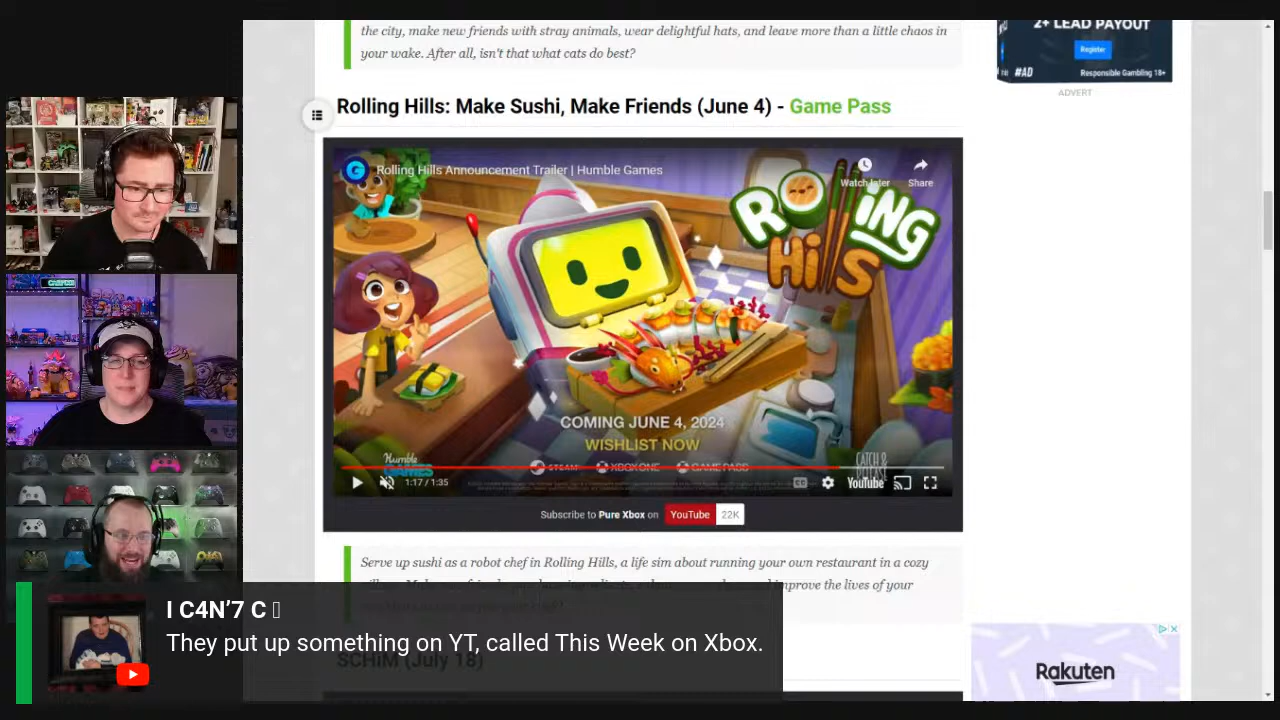 the city, make new friends with stray animals, wear delightful hats, and leave more than a little chaos in
your wake. After all, isn't that what cats do best?
2+ LEAD PAYOUT
Register
#AD
Responsible Gambling 18+
ADVERT
Rolling Hills: Make Sushi, Make Friends (June 4) - Game Pass
Rolling Hills Announcement Trailer | Humble Games
Watch later
Share
ROLLING
HILLS
COMING JUNE 4, 2024
WISHLIST NOW
Humble
GAMES
STEAM
XBOX ONE
GAME PASS
CATCH &
RELEASE
1:17 / 1:35
CC
YouTube
Subscribe to Pure Xbox on
YouTube
22K
Serve up sushi as a robot chef in Rolling Hills, a life sim about running your own restaurant in a cozy
improve the lives of your
I C4N’7 C
They put up something on YT, called This Week on Xbox.
SCHiM (July 18)
Rakuten